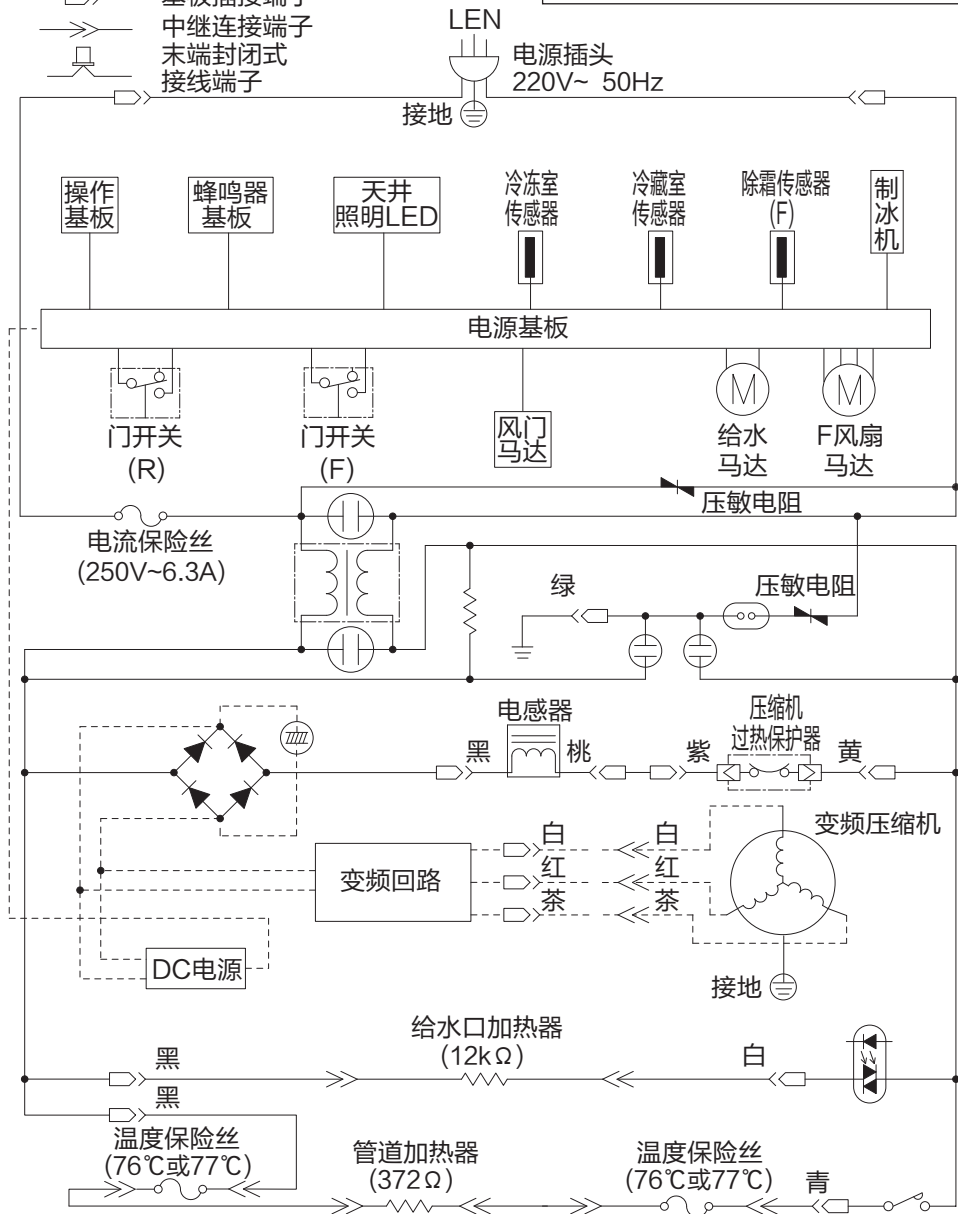 中继连接端子
末端封闭式
接线端子
LEN
电源插头
220V~ 50Hz
接地
操作
基板
蜂鸣器
基板
天井
照明LED
冷冻室
传感器
冷藏室
传感器
除霜传感器
(F)
制
冰
机
电源基板
门开关
(R)
门开关
(F)
风门
马达
M
给水
马达
M
F风扇
马达
压敏电阻
电流保险丝
(250V~6.3A)
绿
压敏电阻
电感器
黑
桃
紫
压缩机
过热保护器
黄
变频回路
白
红
茶
白
红
茶
变频压缩机
DC电源
接地
给水口加热器
(12kΩ)
黑
白
黑
温度保险丝
(76℃或77℃)
管道加热器
(372Ω)
温度保险丝
(76℃或77℃)
青